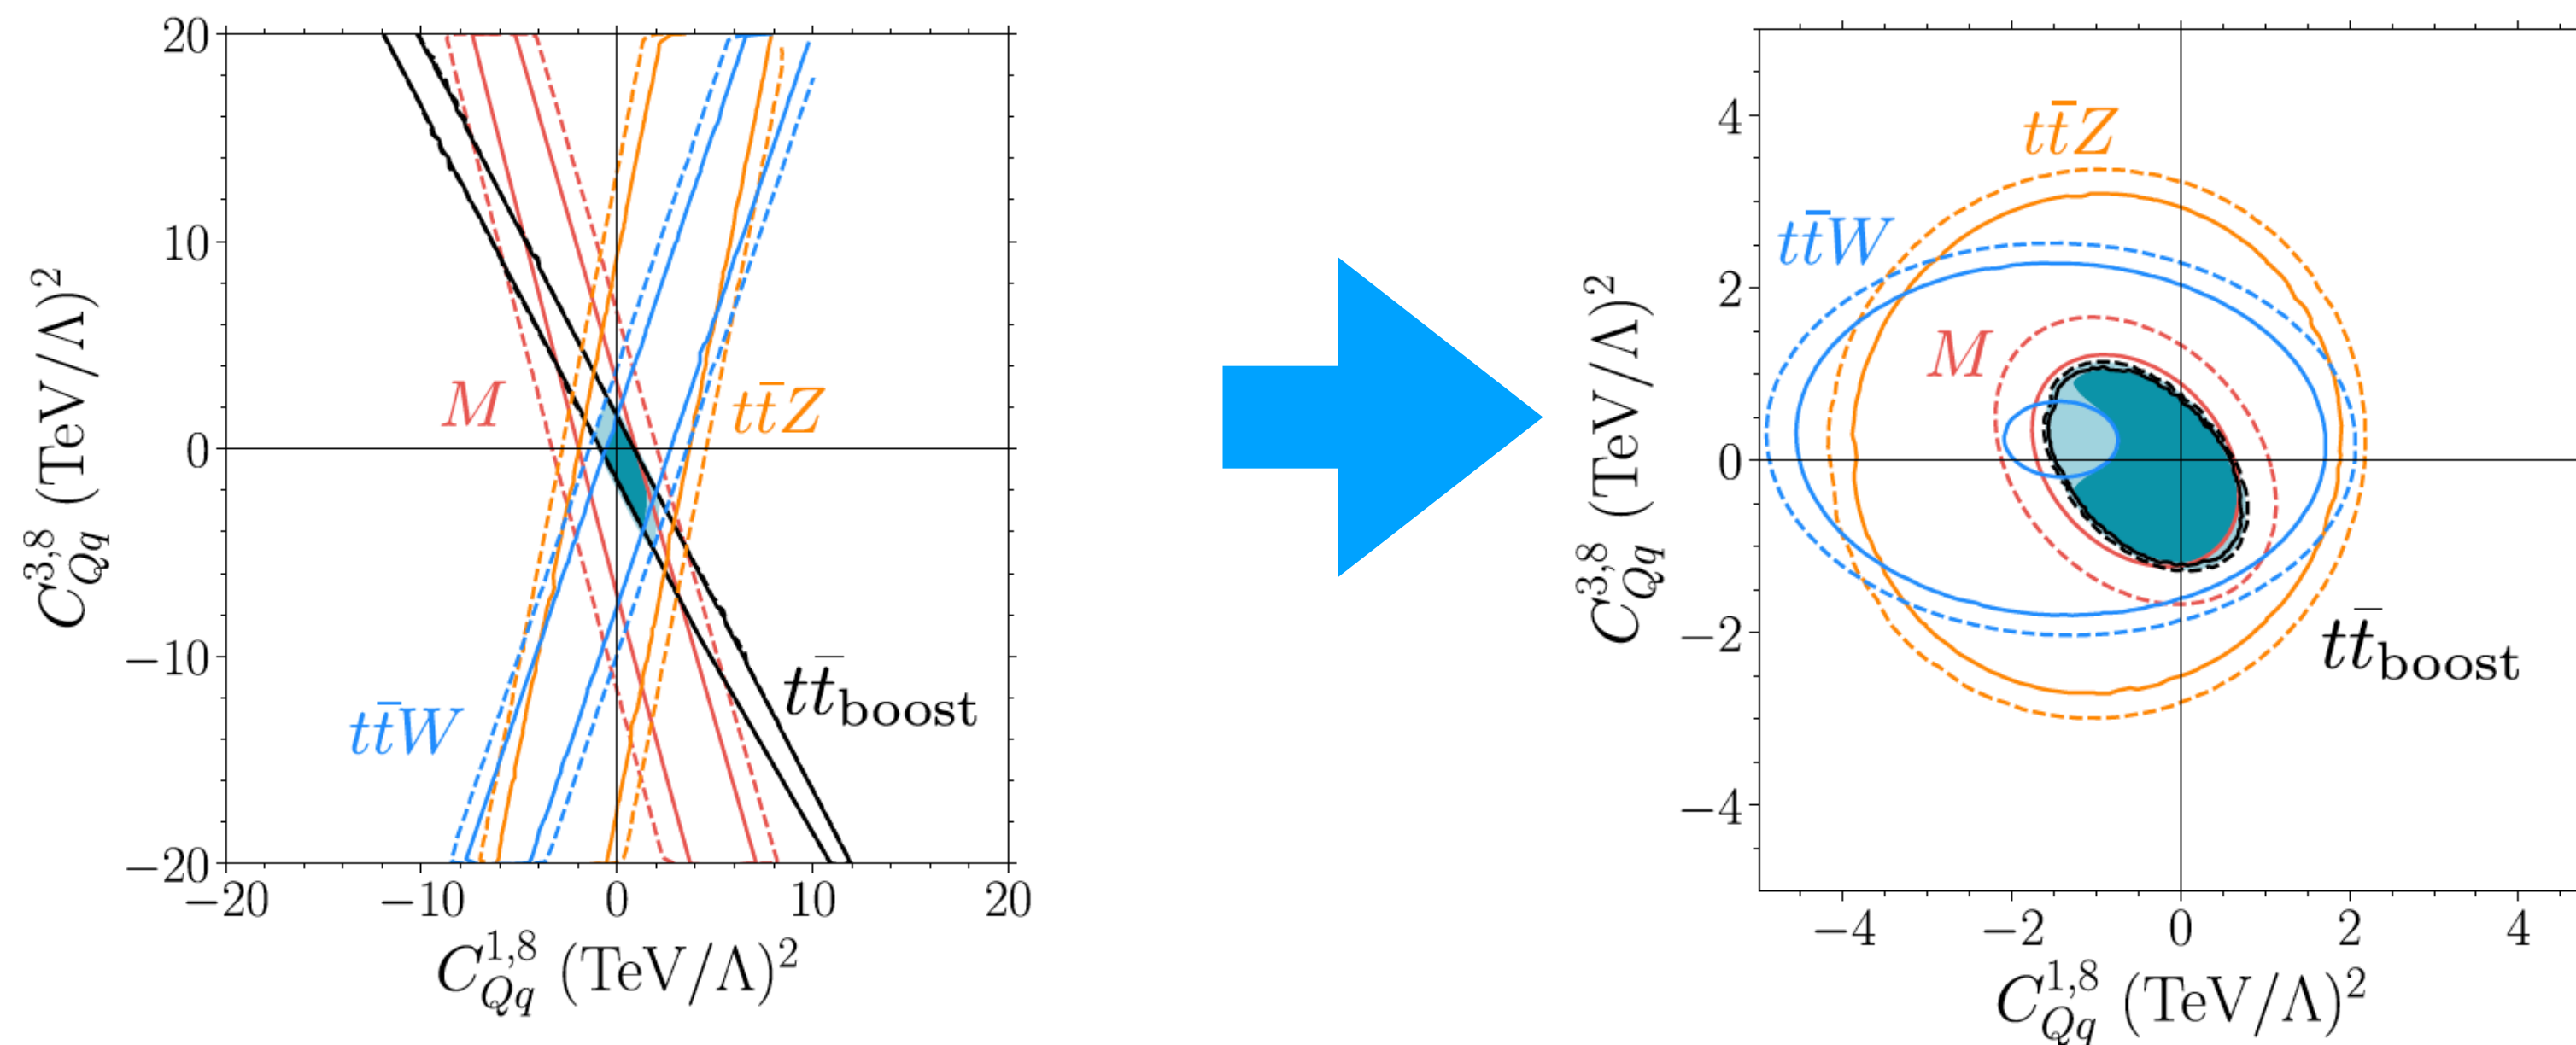 20
10
0
−10
−20
−20 −10 0 10 20
C^{3,8}_{Qq} (TeV/Λ)^2
C^{1,8}_{Qq} (TeV/Λ)^2
M
tt̄Z
tt̄W
tt̄_boost
4
2
0
−2
−4
−4 −2 0 2 4
C^{3,8}_{Qq} (TeV/Λ)^2
C^{1,8}_{Qq} (TeV/Λ)^2
tt̄Z
tt̄W
M
tt̄_boost